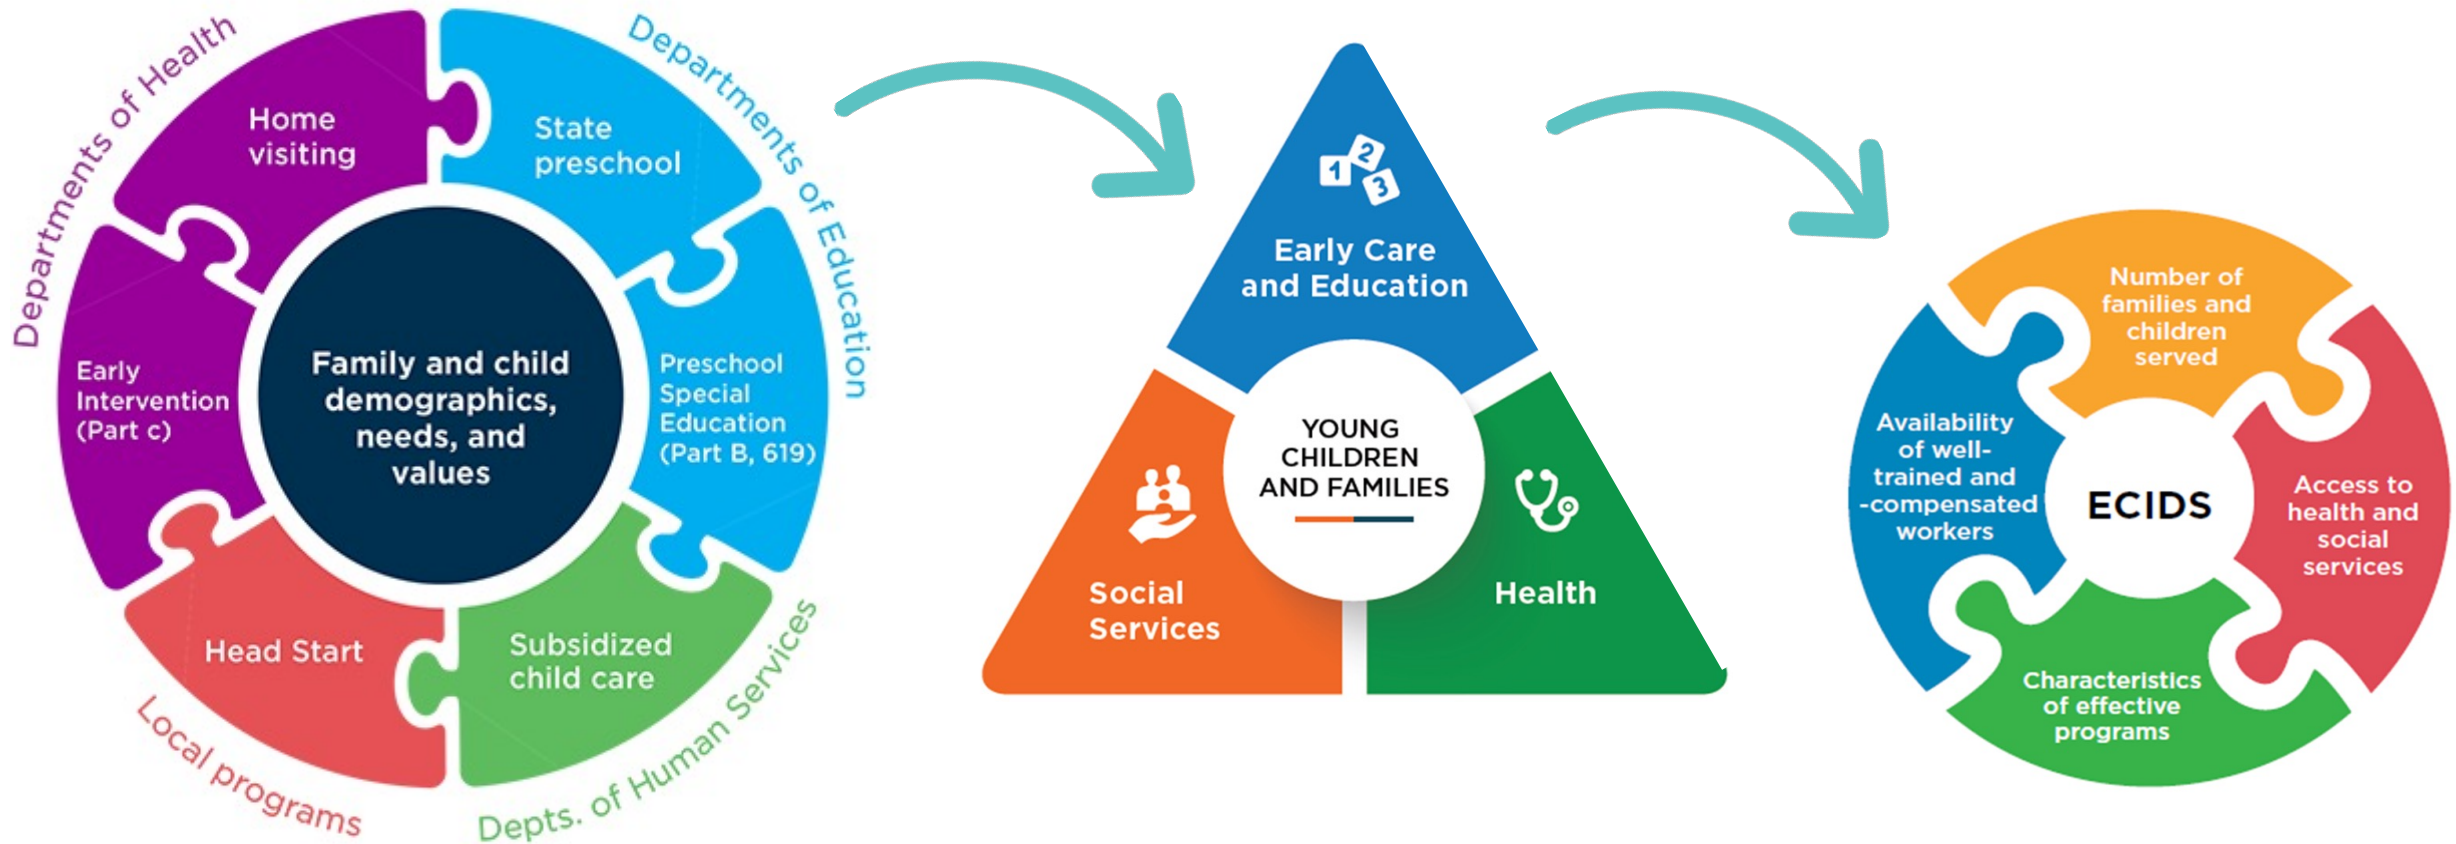 Departments of Health
Departments of Education
Home
visiting
State
preschool
Early
Intervention
(Part c)
Family and child
demographics,
needs, and
values
Preschool
Special
Education
(Part B, 619)
Head Start
Subsidized
child care
Local programs
Depts. of Human Services
1 2 3
Early Care
and Education
YOUNG
CHILDREN
AND FAMILIES
Social
Services
Health
Number of
families and
children
served
Availability
of well-
trained and
-compensated
workers
ECIDS
Access to
health and
social
services
Characteristics
of effective
programs